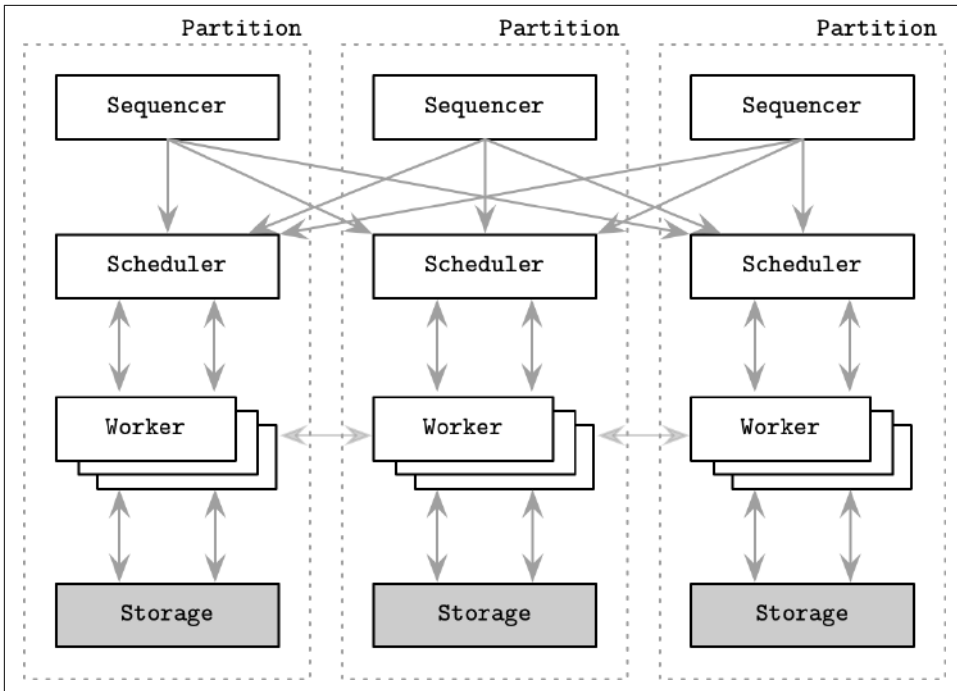 Partition Partition Partition
Sequencer Sequencer Sequencer
Scheduler Scheduler Scheduler
Worker Worker Worker
Storage Storage Storage